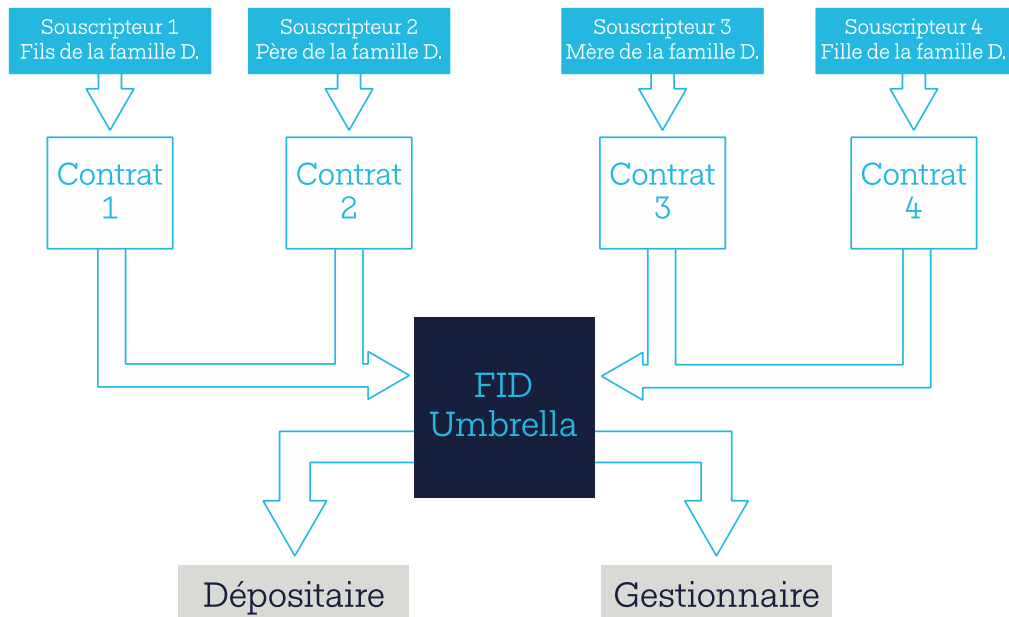 Souscripteur 1
Fils de la famille D.
Souscripteur 2
Père de la famille D.
Souscripteur 3
Mère de la famille D.
Souscripteur 4
Fille de la famille D.
Contrat
1
Contrat
2
Contrat
3
Contrat
4
FID
Umbrella
Dépositaire
Gestionnaire